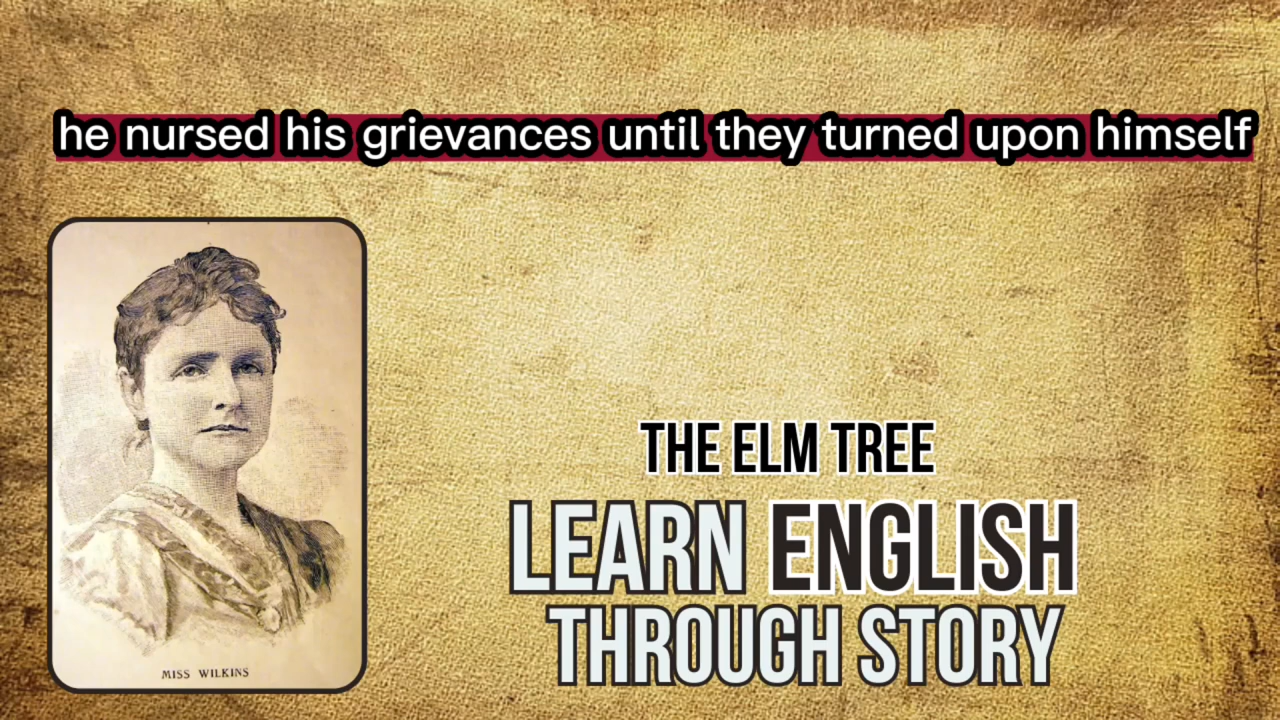 he nursed his grievances until they turned upon himself
THE ELM TREE
LEARN ENGLISH
THROUGH STORY
MISS WILKINS